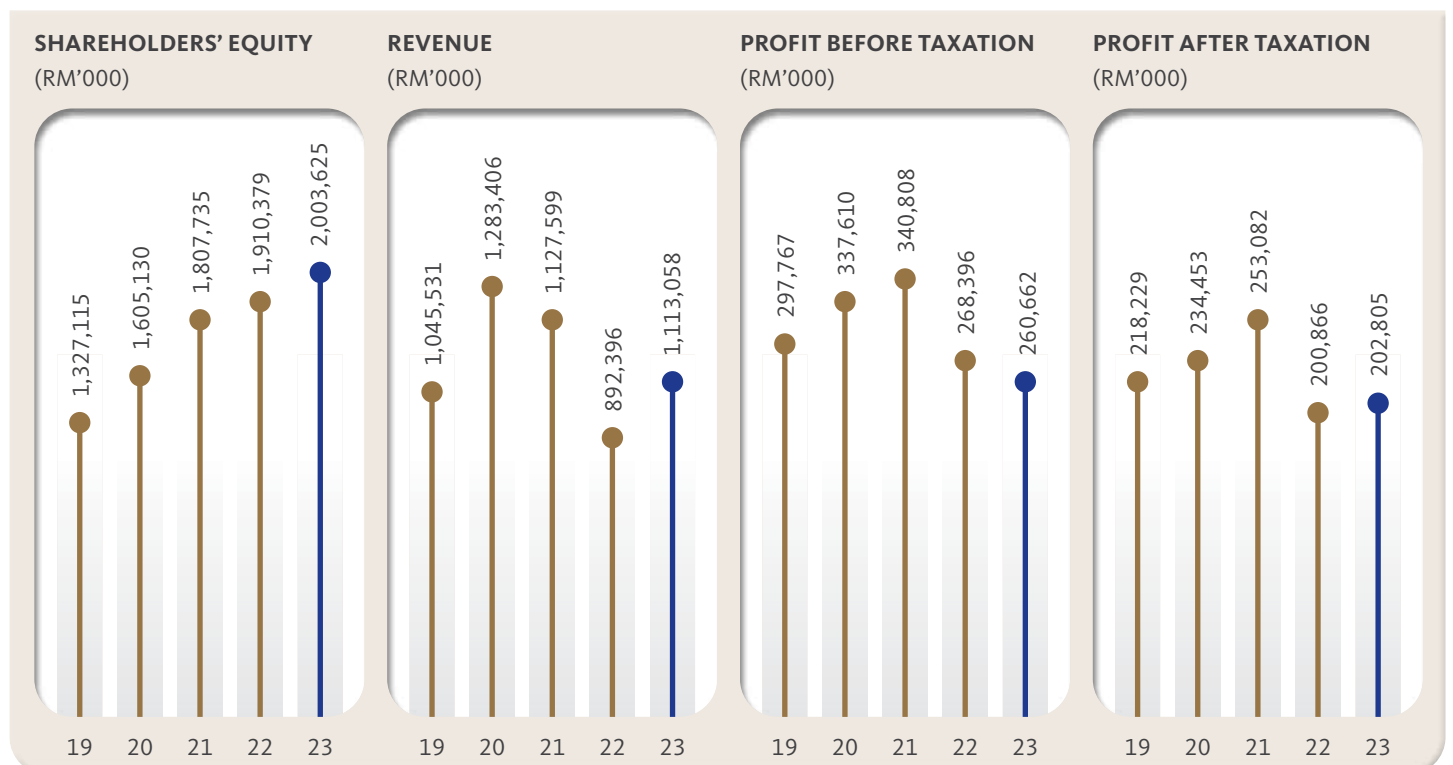 SHAREHOLDERS’ EQUITY
(RM’000)
1,327,115
1,605,130
1,807,735
1,910,379
2,003,625
19 20 21 22 23
REVENUE
(RM’000)
1,045,531
1,283,406
1,127,599
892,396
1,113,058
19 20 21 22 23
PROFIT BEFORE TAXATION
(RM’000)
297,767
337,610
340,808
268,396
260,662
19 20 21 22 23
PROFIT AFTER TAXATION
(RM’000)
218,229
234,453
253,082
200,866
202,805
19 20 21 22 23